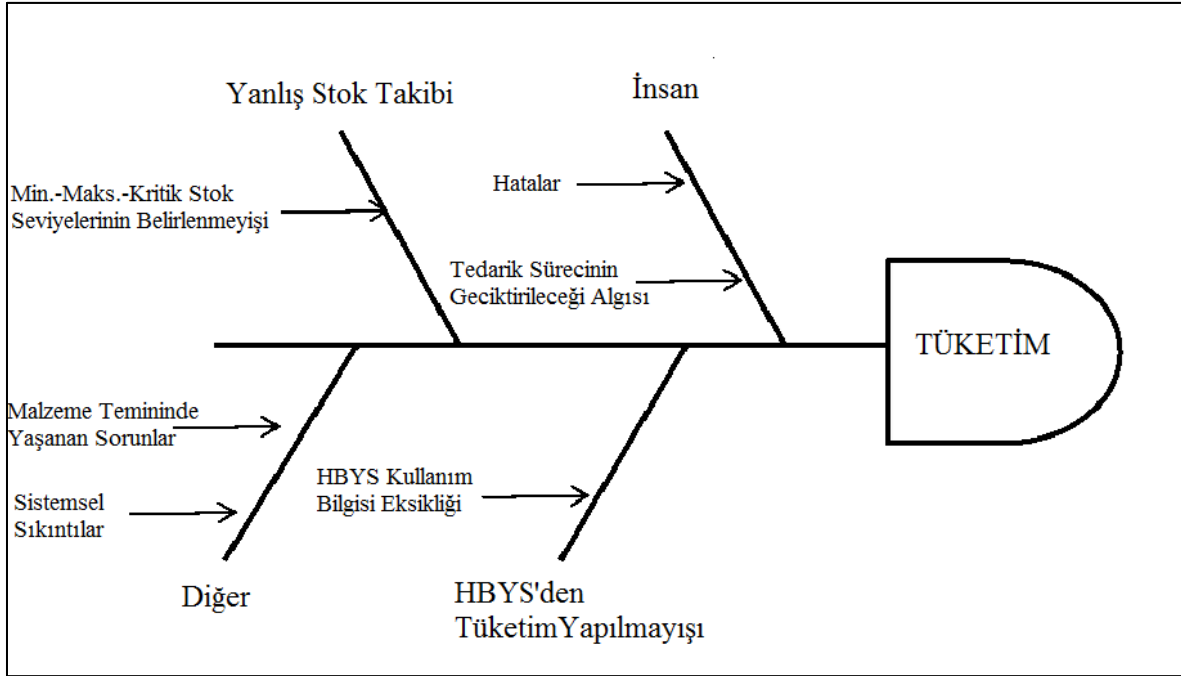 Yanlış Stok Takibi
İnsan
Min.-Maks.-Kritik Stok
Seviyelerinin Belirlenmeyişi
Hatalar
Tedarik Sürecinin
Geciktirileceği Algısı
TÜKETİM
Malzeme Temininde
Yaşanan Sorunlar
Sistemsel
Sıkıntılar
HBYS Kullanım
Bilgisi Eksikliği
Diğer
HBYS'den
TüketimYapılmayışı